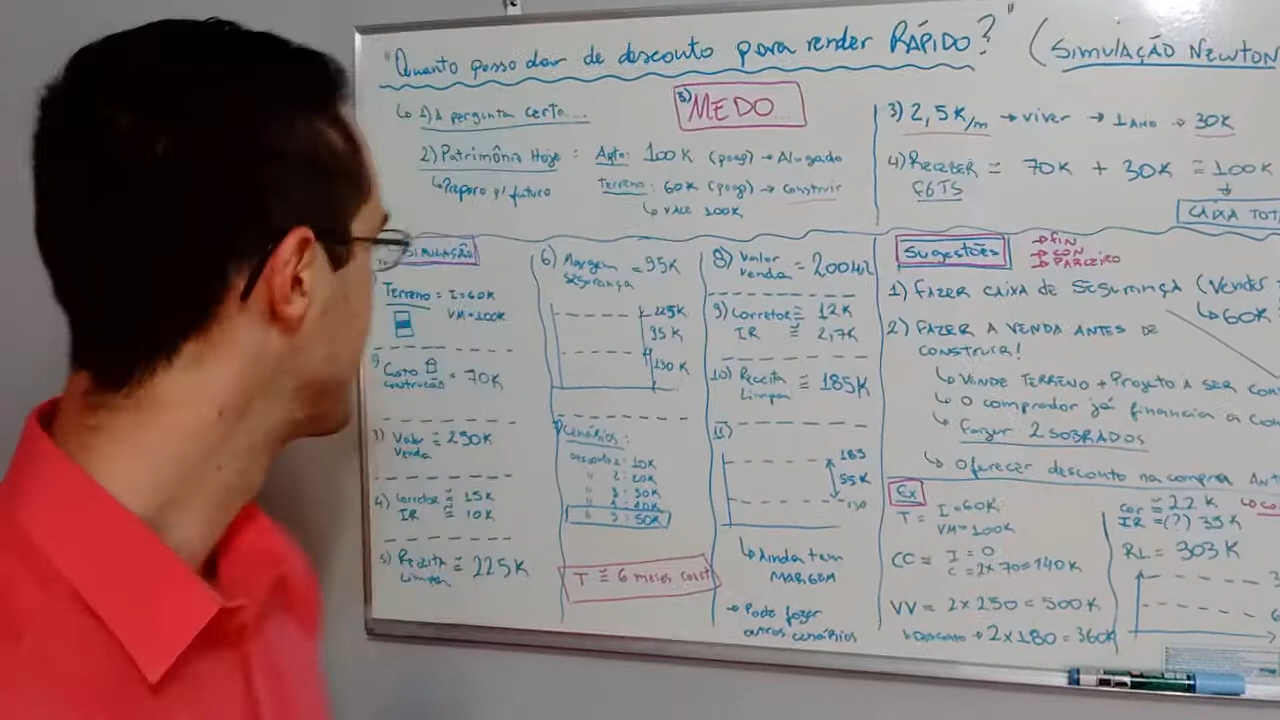 "Quanto posso dar de desconto para vender RÁPIDO?" (SIMULAÇÃO NEWTON
↳ 1) A pergunta certa...
5) MEDO
2) Patrimônio Hoje: Apto: 100K (pago) → Alugado
↳ Preparo p/ futuro
Terreno: 60K (pago) → Construir
↳ VALE 100K
3) 2,5K/m → viver → 1 ANO → 30K
4) RECEBER ≅ 70K + 30K = 100K
FGTS
CAIXA TOT
SIMULAÇÃO
Terreno = I = 60K
VM = 100K
Custo construção = 70K
3) Valor Venda = 250K
4) Corretor ≅ 15K
IR ≅ 10K
5) Receita Limpa ≅ 225K
6) Margem segurança = 95K
225K
95K
130K
7) Cenários:
Desconto 1: 10K
" 2: 20K
" 3: 30K
" 4: 40K
" 5: 50K
T ≅ 6 meses const
8) Valor venda = 200K
9) Corretor ≅ 12K
IR ≅ 2,7K
10) Receita Limpa ≅ 185K
11)
185
55K
130
↳ Ainda tem MARGEM
→ Pode fazer outros cenários
Sugestões
→ FIN
→ CON
→ PARCEIRO
1) FAZER CAIXA DE SEGURANÇA (Vender
↳ 60K
2) FAZER A VENDA ANTES DE
CONSTRUIR!
↳ VENDE TERRENO + Projeto A SER CON
↳ O comprador já financia a co
↳ Fazer 2 SOBRADOS
↳ Oferecer desconto na compra Ant
Ex
T = I = 60K
VM = 100K
CC = I = 0
C = 2x70 = 140K
VV = 2x250 = 500K
↳ Desconto → 2x180 = 360K
Cor = 22K
IR = (?) 35K
RL = 303K